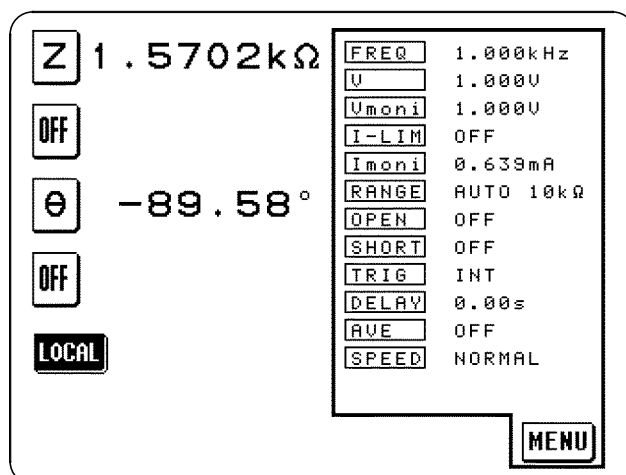 Z 1.5702kΩ
OFF
θ -89.58°
OFF
LOCAL
FREQ 1.000kHz
V 1.000V
Vmoni 1.000V
I-LIM OFF
Imoni 0.639mA
RANGE AUTO 10kΩ
OPEN OFF
SHORT OFF
TRIG INT
DELAY 0.00s
AVE OFF
SPEED NORMAL
MENU